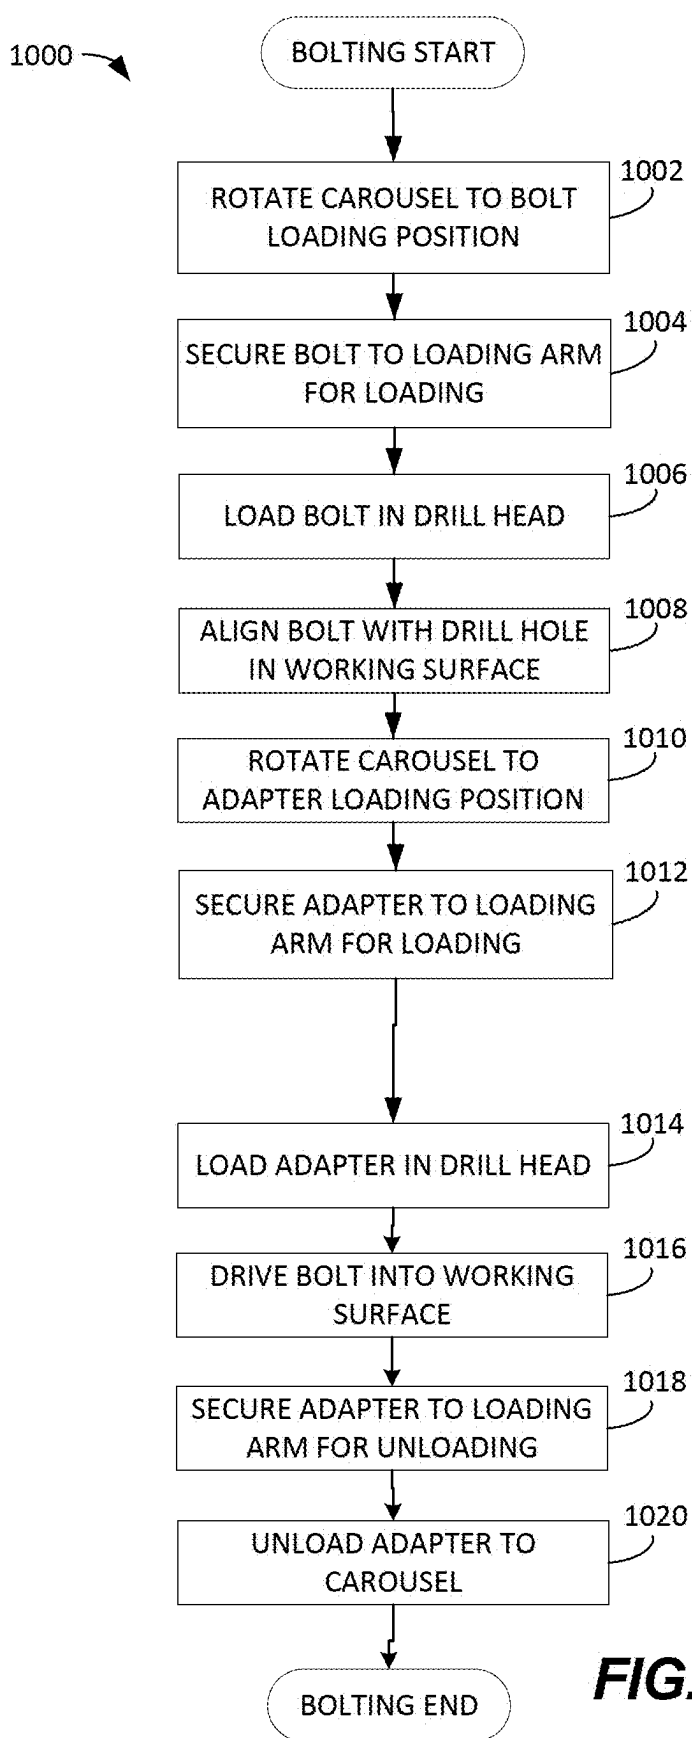 1000
BOLTING START
1002
ROTATE CAROUSEL TO BOLT
LOADING POSITION
1004
SECURE BOLT TO LOADING ARM
FOR LOADING
1006
LOAD BOLT IN DRILL HEAD
1008
ALIGN BOLT WITH DRILL HOLE
IN WORKING SURFACE
1010
ROTATE CAROUSEL TO
ADAPTER LOADING POSITION
1012
SECURE ADAPTER TO LOADING
ARM FOR LOADING
1014
LOAD ADAPTER IN DRILL HEAD
1016
DRIVE BOLT INTO WORKING
SURFACE
1018
SECURE ADAPTER TO LOADING
ARM FOR UNLOADING
1020
UNLOAD ADAPTER TO
CAROUSEL
BOLTING END
FIG.